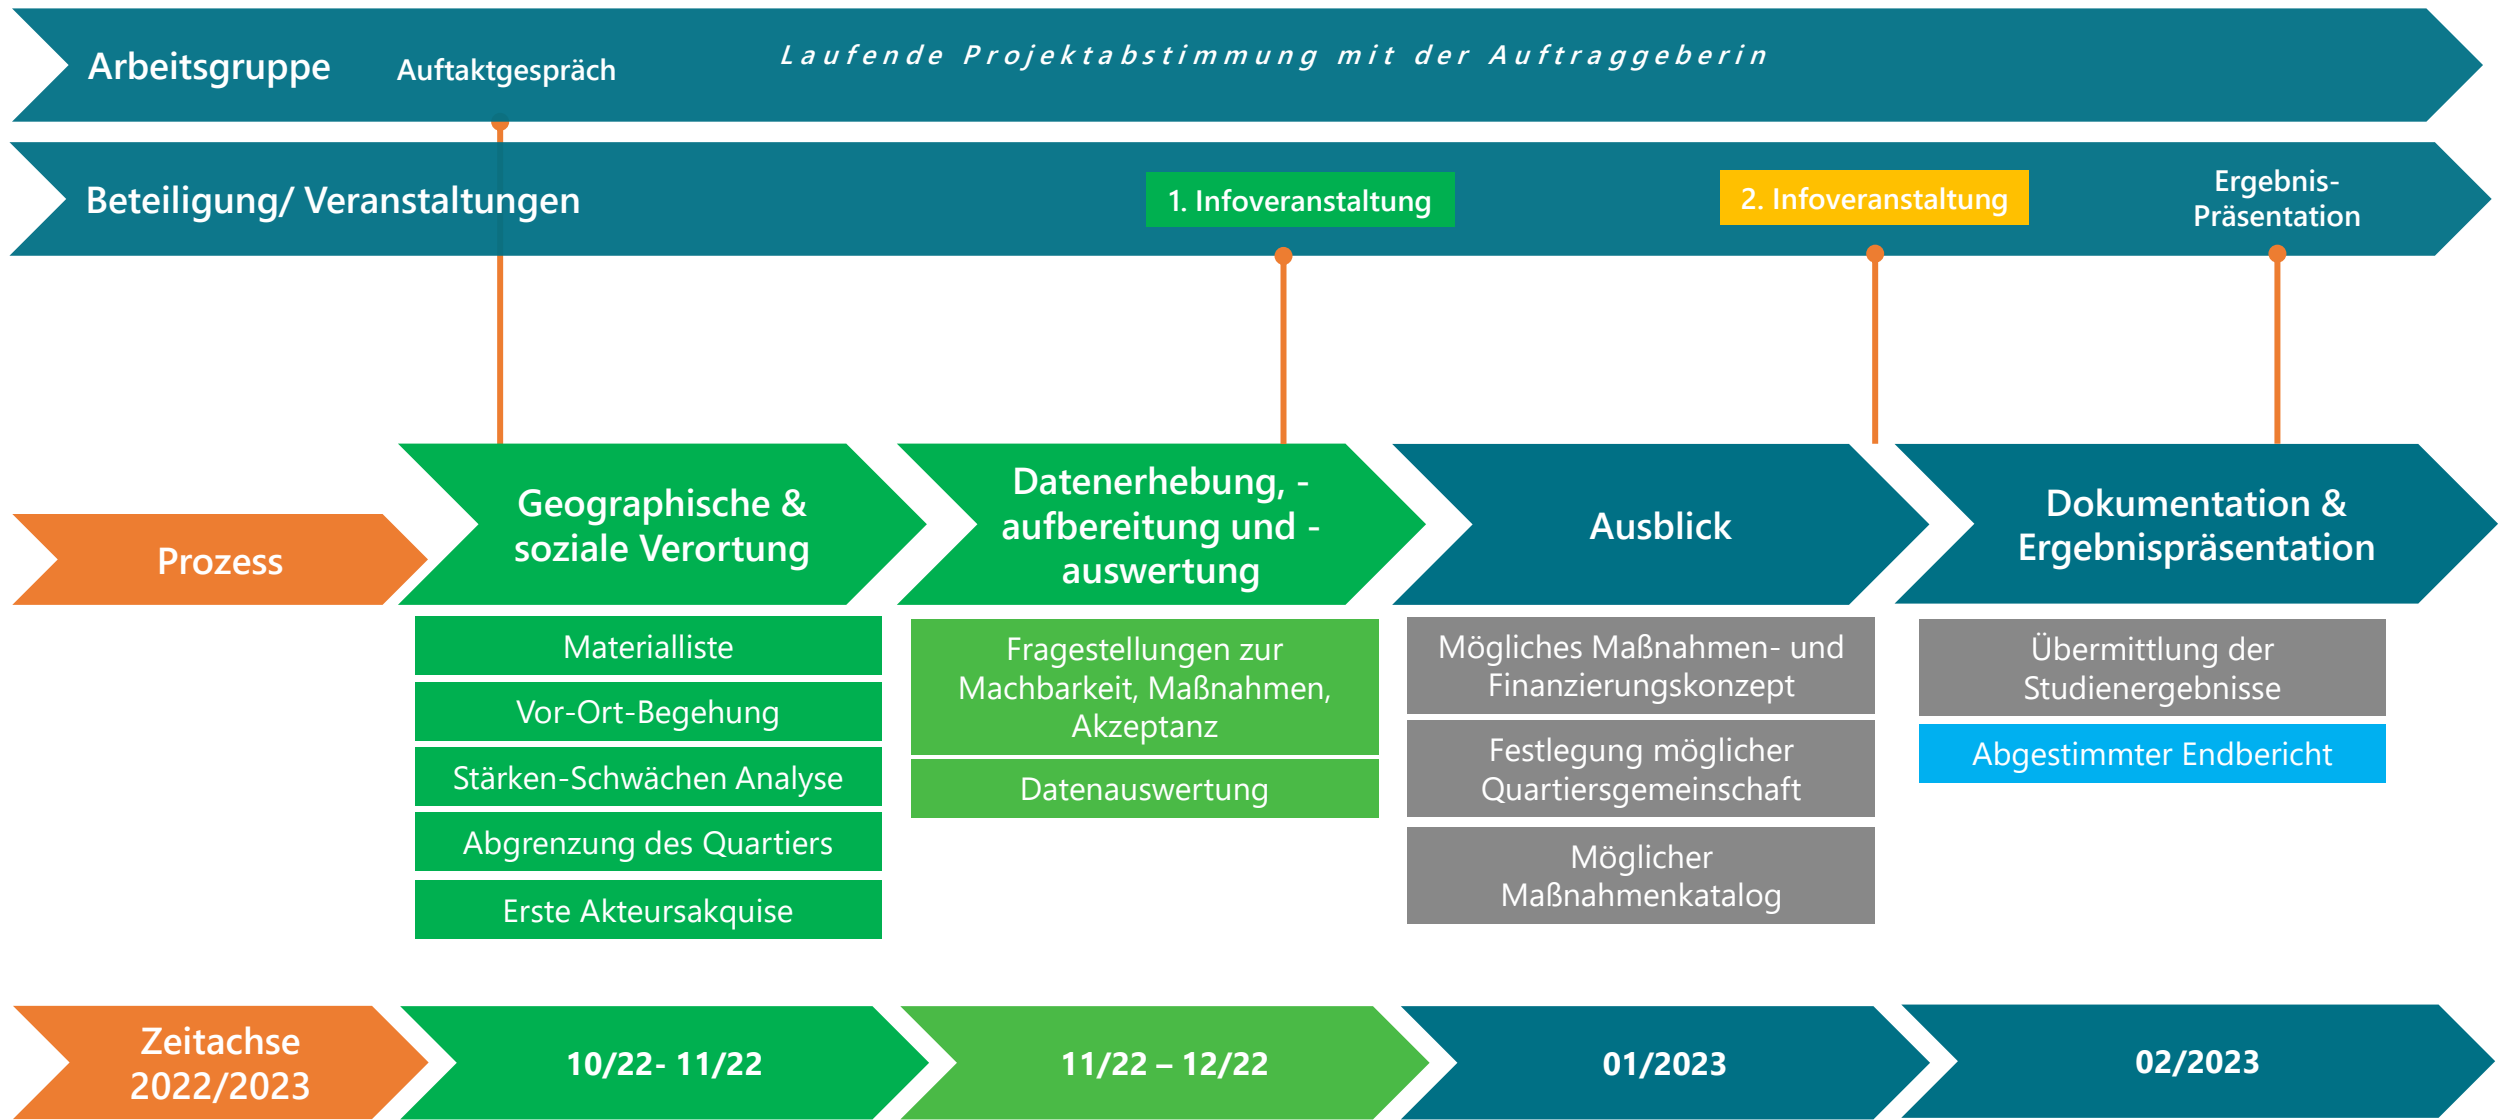 Arbeitsgruppe
Auftaktgespräch
Laufende Projektabstimmung mit der Auftraggeberin
Beteiligung/ Veranstaltungen
1. Infoveranstaltung
2. Infoveranstaltung
Ergebnis-
Präsentation
Prozess
Geographische &
soziale Verortung
Datenerhebung, -
aufbereitung und -
auswertung
Ausblick
Dokumentation &
Ergebnispräsentation
Materialliste
Vor-Ort-Begehung
Stärken-Schwächen Analyse
Abgrenzung des Quartiers
Erste Akteursakquise
Fragestellungen zur
Machbarkeit, Maßnahmen,
Akzeptanz
Datenauswertung
Mögliches Maßnahmen- und
Finanzierungskonzept
Festlegung möglicher
Quartiersgemeinschaft
Möglicher
Maßnahmenkatalog
Übermittlung der
Studienergebnisse
Abgestimmter Endbericht
Zeitachse
2022/2023
10/22- 11/22
11/22 – 12/22
01/2023
02/2023